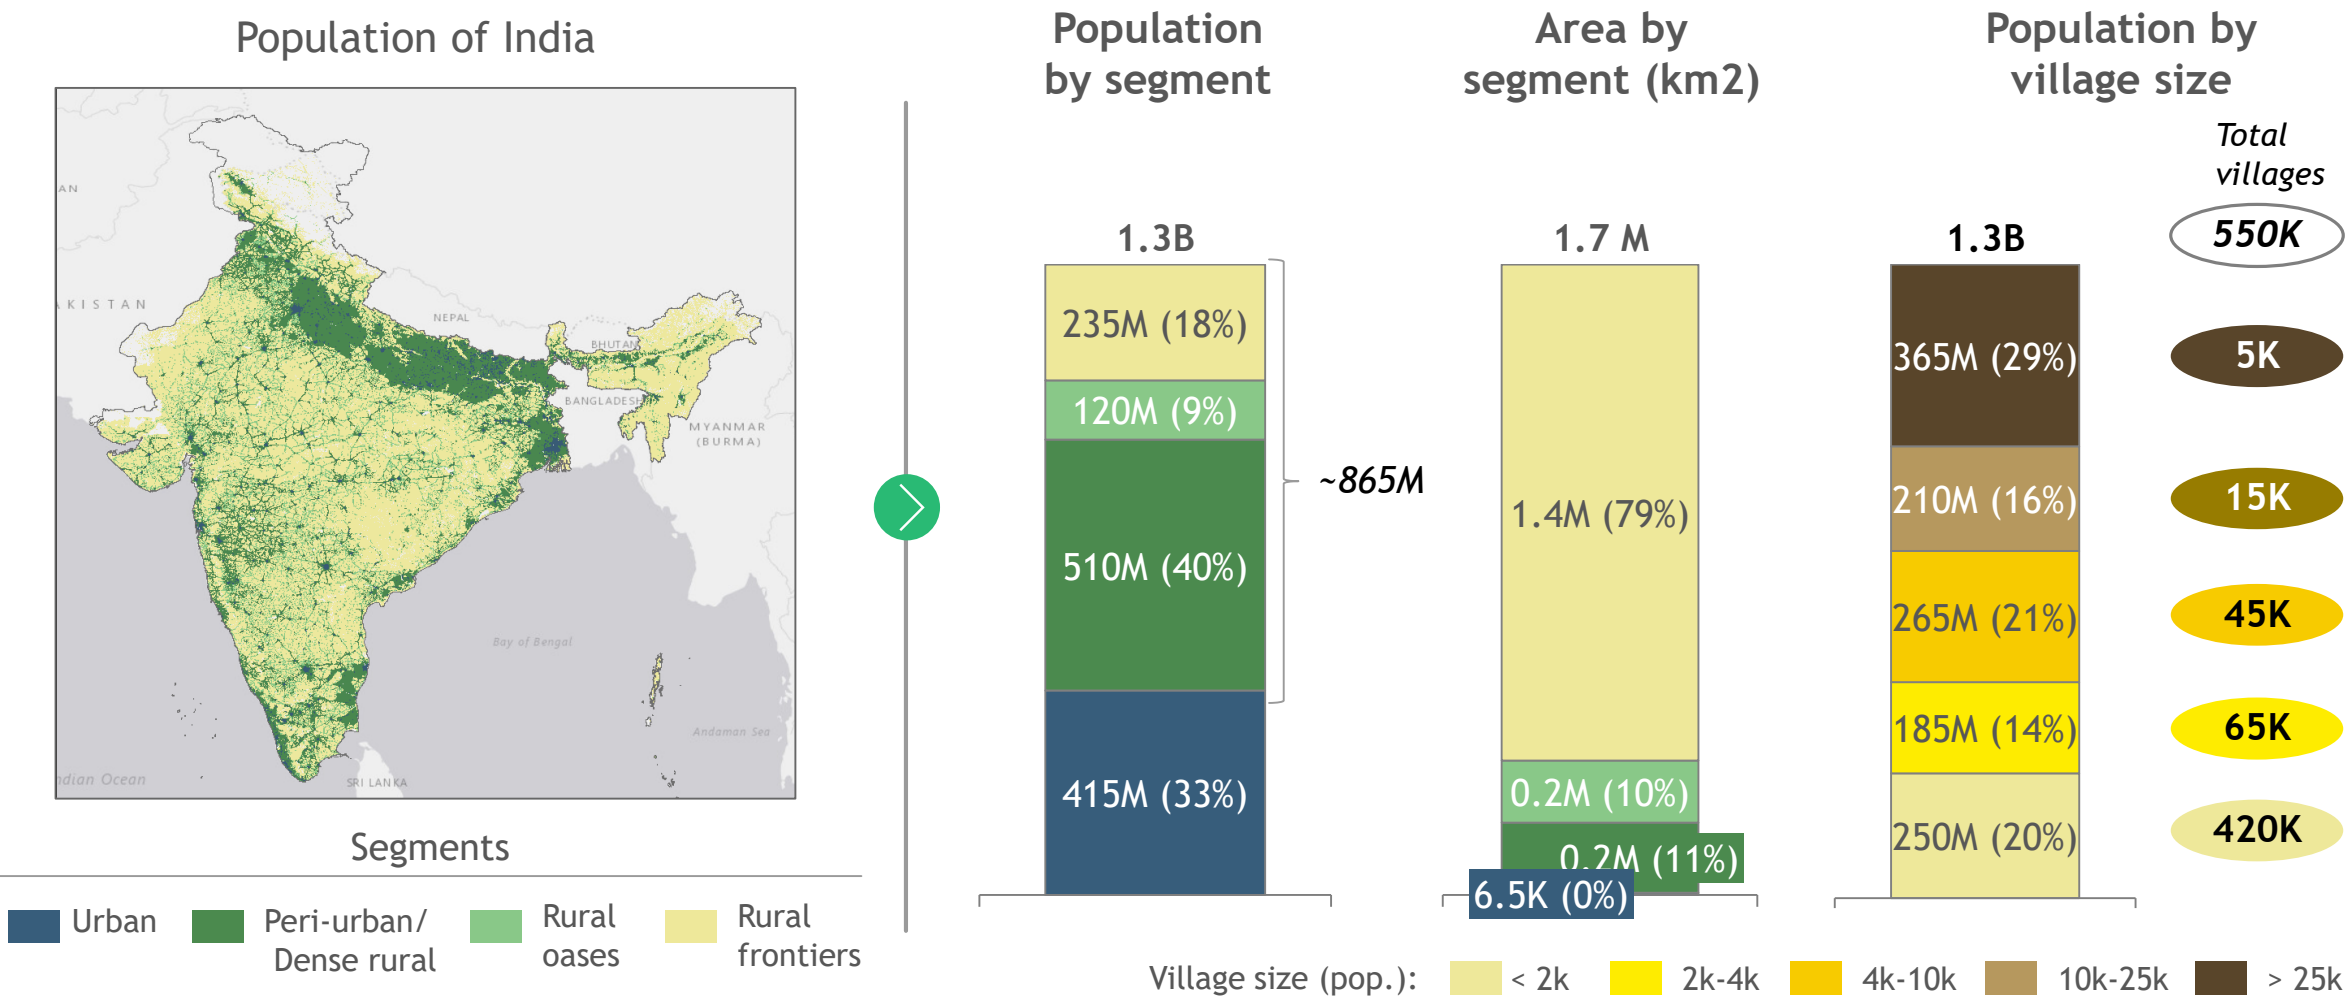 Population of India
AN
AKISTAN
NEPAL
BHUTAN
BANGLADESH
MYANMAR
(BURMA)
Bay of Bengal
Andaman Sea
SRI LANKA
ndian Ocean
Segments
Urban
Peri-urban/
Dense rural
Rural
oases
Rural
frontiers
Population
by segment
1.3B
235M (18%)
120M (9%)
510M (40%)
415M (33%)
~865M
Area by
segment (km2)
1.7 M
1.4M (79%)
0.2M (10%)
0.2M (11%)
6.5K (0%)
Population by
village size
Total
villages
1.3B
550K
365M (29%)
5K
210M (16%)
15K
265M (21%)
45K
185M (14%)
65K
250M (20%)
420K
Village size (pop.):
< 2k
2k-4k
4k-10k
10k-25k
> 25k